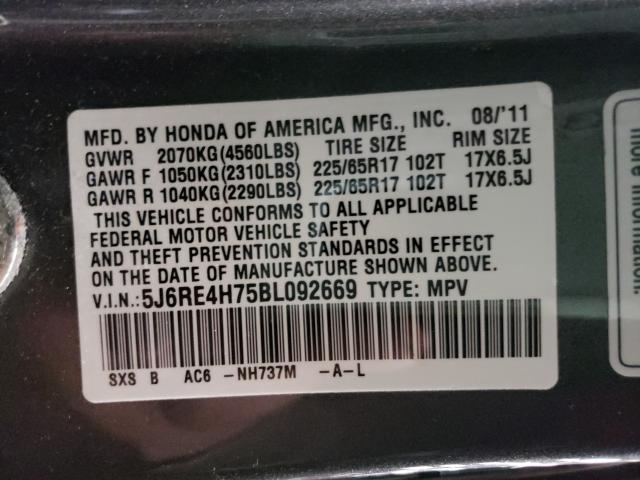 MFD. BY HONDA OF AMERICA MFG., INC. 08/'11
GVWR 2070KG(4560LBS) TIRE SIZE RIM SIZE
GAWR F 1050KG(2310LBS) 225/65R17 102T 17X6.5J
GAWR R 1040KG(2290LBS) 225/65R17 102T 17X6.5J
THIS VEHICLE CONFORMS TO ALL APPLICABLE
FEDERAL MOTOR VEHICLE SAFETY
AND THEFT PREVENTION STANDARDS IN EFFECT
ON THE DATE OF MANUFACTURE SHOWN ABOVE.
V.I.N.:5J6RE4H75BL092669 TYPE: MPV
SXS B AC6 -NH737M -A-L
more information.